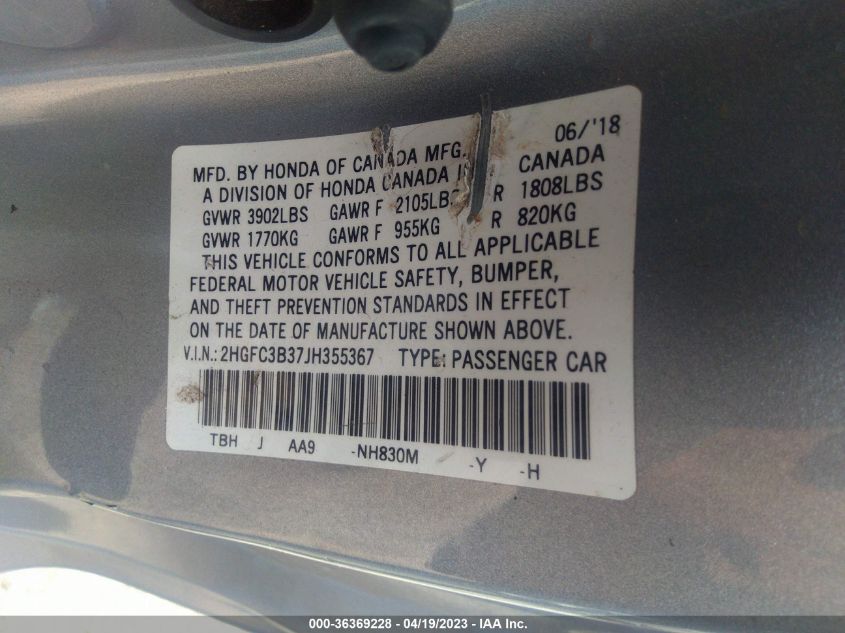 06/'18
MFD. BY HONDA OF CANADA MFG. CANADA
A DIVISION OF HONDA CANADA
GVWR 3902LBS GAWR F 2105LBS R 1808LBS
GVWR 1770KG GAWR F 955KG R 820KG
THIS VEHICLE CONFORMS TO ALL APPLICABLE
FEDERAL MOTOR VEHICLE SAFETY, BUMPER,
AND THEFT PREVENTION STANDARDS IN EFFECT
ON THE DATE OF MANUFACTURE SHOWN ABOVE.
V.I.N.: 2HGFC3B37JH355367 TYPE: PASSENGER CAR
TBH J AA9 -NH830M -Y -H
000-36369228 - 04/19/2023 - IAA Inc.